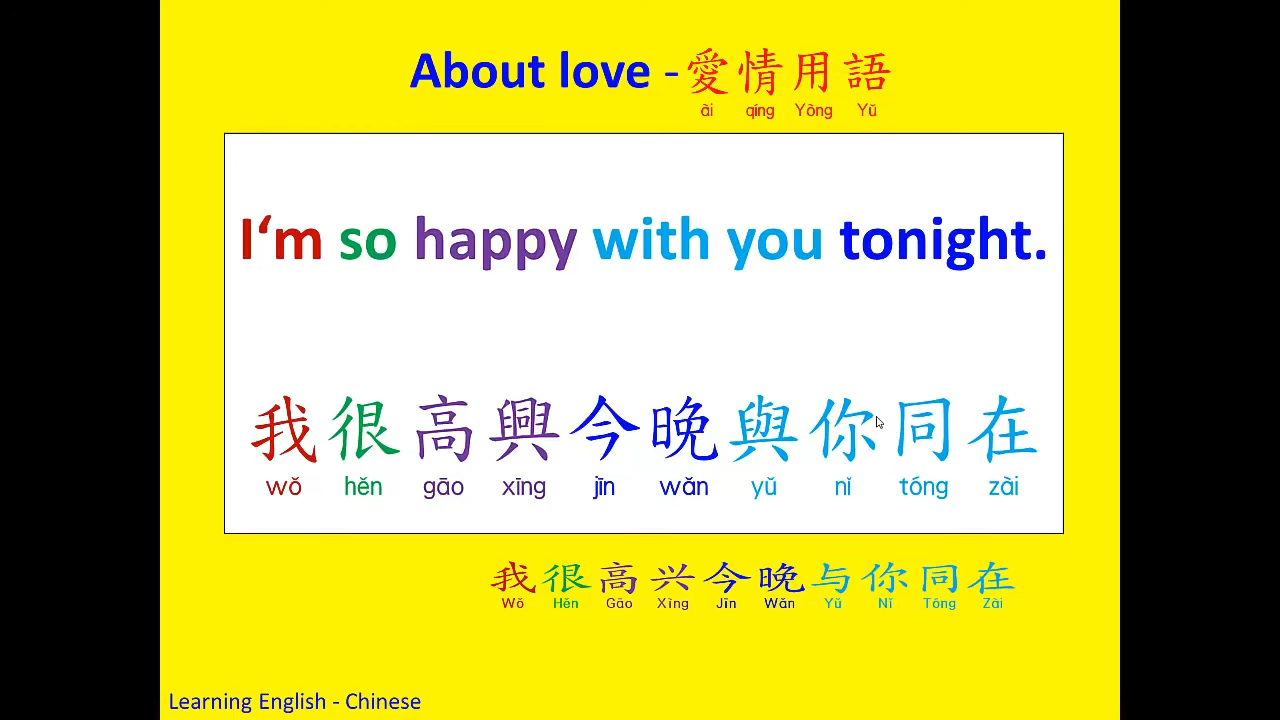 About love - 愛情用語
ài qíng Yòng Yǔ
I‘m so happy with you tonight.
我很高興今晚與你同在
wǒ hěn gāo xīng jīn wǎn yǔ nǐ tóng zài
我很高兴今晚与你同在
Wǒ Hěn Gāo Xìng Jīn Wǎn Yǔ Nǐ Tóng Zài
Learning English - Chinese